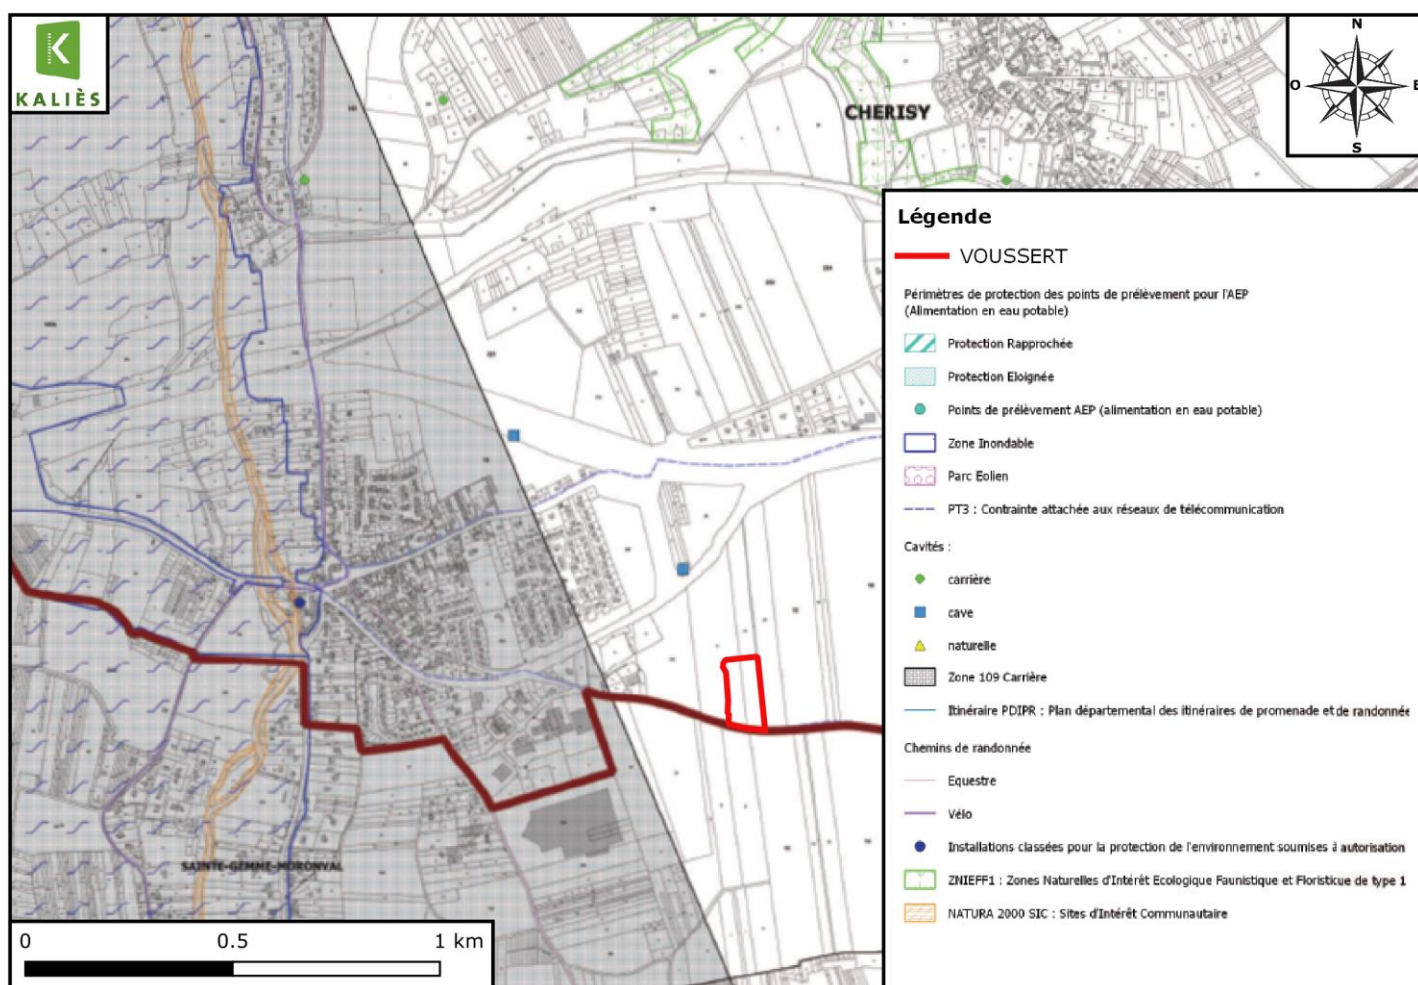 KALIÈS
CHERISY
N
O
E
S
Légende
VOUSSERT
Périmètres de protection des points de prélèvement pour l'AEP
(Alimentation en eau potable)
Protection Rapprochée
Protection Eloignée
Points de prélèvement AEP (alimentation en eau potable)
Zone Inondable
Parc Eolien
PT3 : Contrainte attachée aux réseaux de télécommunication
Cavités :
carrière
cave
naturelle
Zone 109 Carrière
Itinéraire PDIPR : Plan départemental des itinéraires de promenade et de randonnée
Chemins de randonnée
Equestre
Vélo
Installations classées pour la protection de l'environnement soumises à autorisation
ZNIEFF1 : Zones Naturelles d'Intérêt Ecologique Faunistique et Floristicue de type 1
NATURA 2000 SIC : Sites d'Intérêt Communautaire
SAINTE-GEMME-MORONVAL
0 0.5 1 km